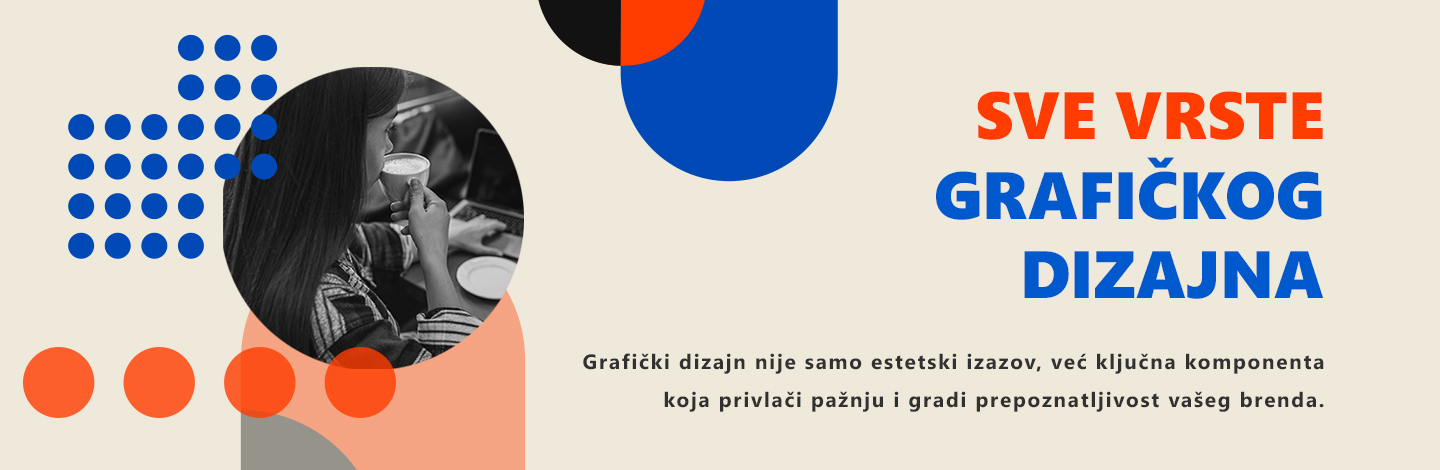 SVE VRSTE
GRAFIČKOG
DIZAJNA
Grafički dizajn nije samo estetski izazov, već ključna komponenta
koja privlači pažnju i gradi prepoznatljivost vašeg brenda.